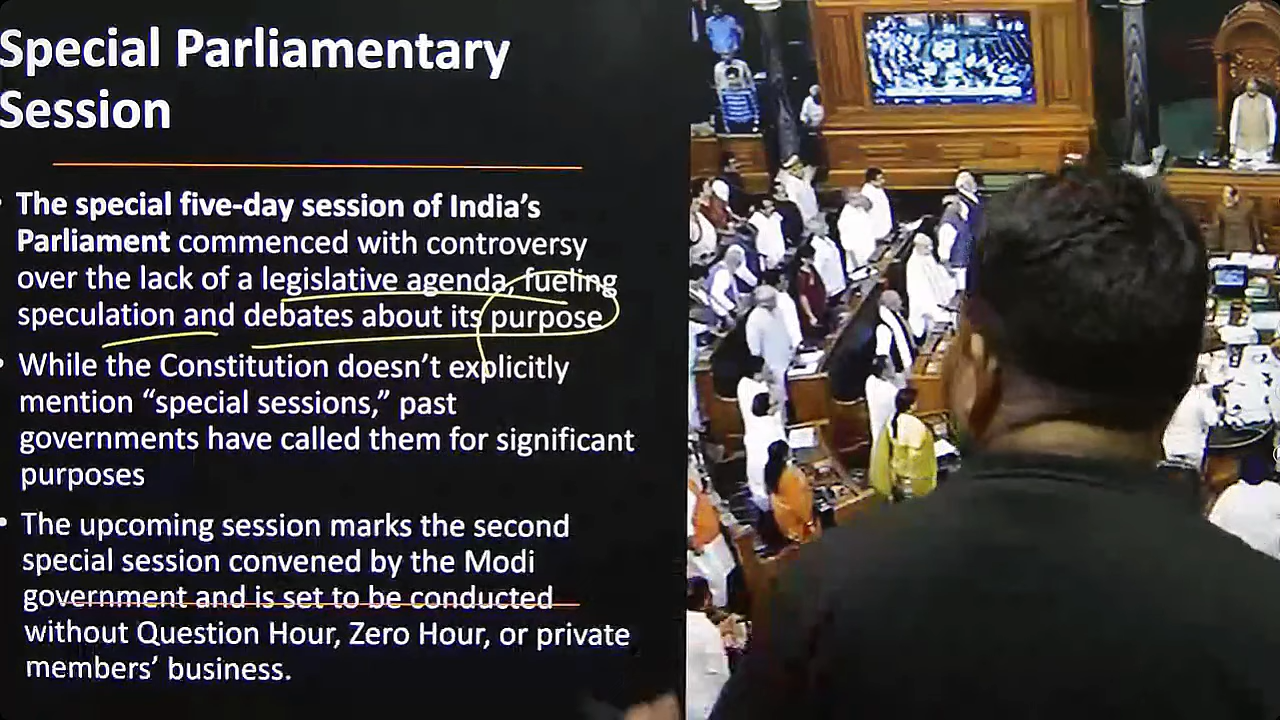 Special Parliamentary
Session
• The special five-day session of India’s
Parliament commenced with controversy
over the lack of a legislative agenda, fueling
speculation and debates about its purpose
• While the Constitution doesn’t explicitly
mention “special sessions,” past
governments have called them for significant
purposes
• The upcoming session marks the second
special session convened by the Modi
government and is set to be conducted
without Question Hour, Zero Hour, or private
members’ business.